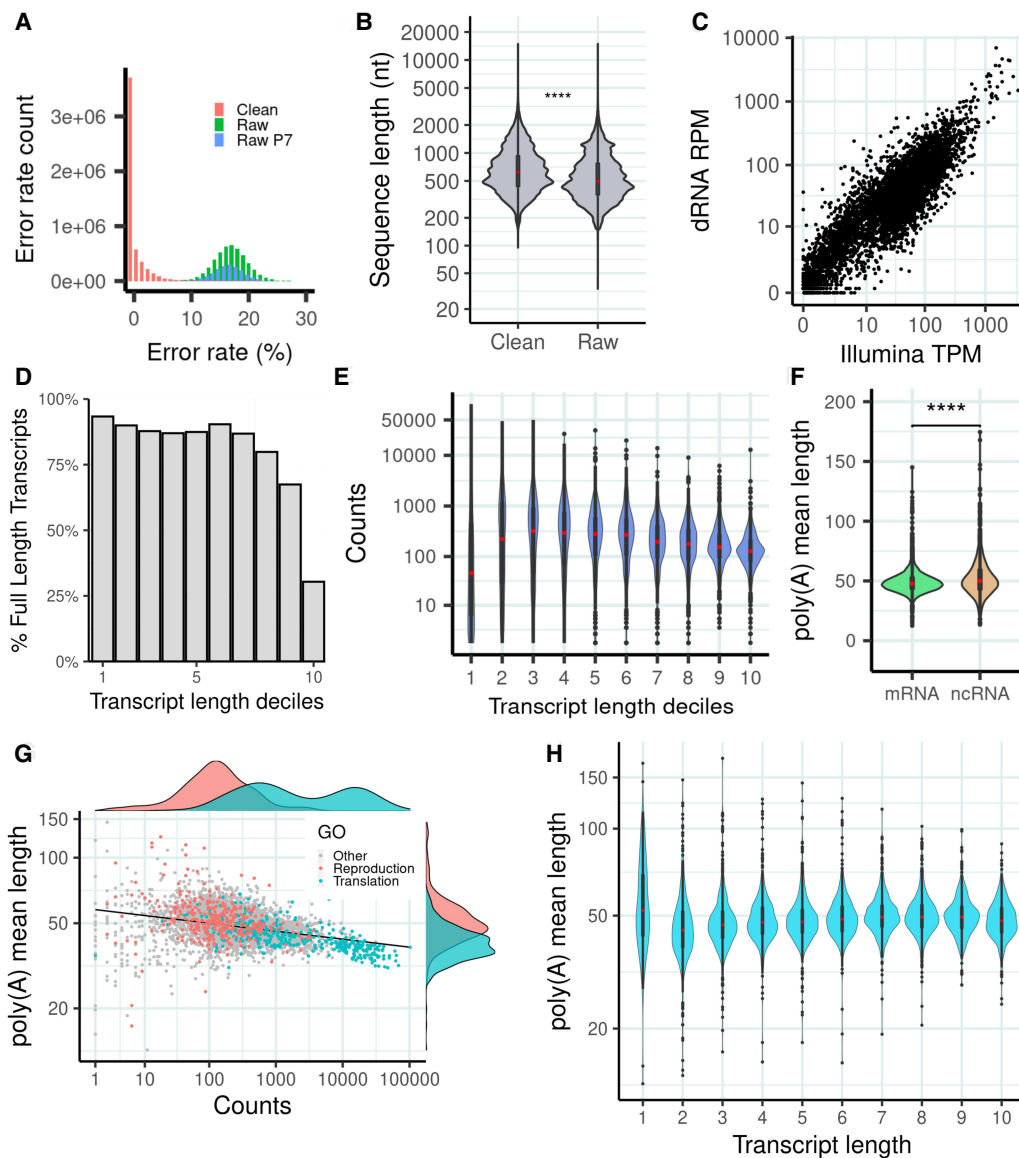 A
3e+06
2e+06
1e+06
0e+00
Error rate count
Clean
Raw
Raw P7
0 10 20 30
Error rate (%)
B
20000
10000
5000
2000
1000
500
200
100
50
20
Sequence length (nt)
****
Clean Raw
C
10000
1000
100
10
0
dRNA RPM
0 10 100 1000
Illumina TPM
D
100%
75%
50%
25%
0%
% Full Length Transcripts
1 5 10
Transcript length deciles
E
50000
10000
1000
100
10
Counts
1 2 3 4 5 6 7 8 9 10
Transcript length deciles
F
200
150
100
50
0
poly(A) mean length
****
mRNA ncRNA
G
150
100
50
20
poly(A) mean length
GO
Other
Reproduction
Translation
1 10 100 1000 10000 100000
Counts
H
150
100
50
20
poly(A) mean length
1 2 3 4 5 6 7 8 9 10
Transcript length